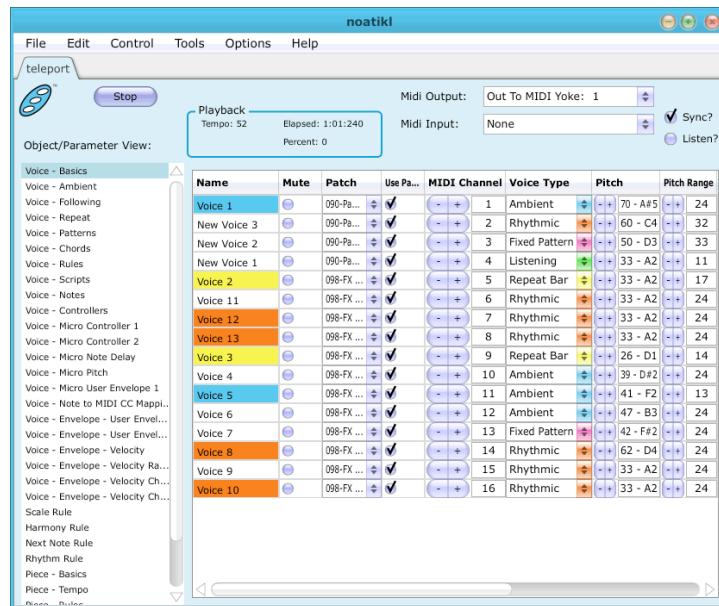 noatikl
File Edit Control Tools Options Help
teleport
Stop
Midi Output: Out To MIDI Yoke: 1
Playback
Tempo: 52 Elapsed: 1:01:240
Midi Input: None
Sync?
Percent: 0
Listen?
Object/Parameter View:
Voice - Basics
Voice - Ambient
Voice - Following
Voice - Repeat
Voice - Patterns
Voice - Chords
Voice - Rules
Voice - Scripts
Voice - Notes
Voice - Controllers
Voice - Micro Controller 1
Voice - Micro Controller 2
Voice - Micro Note Delay
Voice - Micro Pitch
Voice - Micro User Envelope 1
Voice - Note to MIDI CC Mappi..
Voice - Envelope - User Envel...
Voice - Envelope - User Envel...
Voice - Envelope - Velocity
Voice - Envelope - Velocity Ra...
Voice - Envelope - Velocity Ch...
Voice - Envelope - Velocity Ch...
Scale Rule
Harmony Rule
Next Note Rule
Rhythm Rule
Piece - Basics
Piece - Tempo
Piece - Rules
Name Mute Patch Use Pa... MIDI Channel Voice Type Pitch Pitch Range
Voice 1 090-Pa... - + 1 Ambient - + 70 - A#5 - + 24
New Voice 3 090-Pa... - + 2 Rhythmic - + 60 - C4 - + 32
New Voice 2 090-Pa... - + 3 Fixed Pattern - + 50 - D3 - + 33
New Voice 1 090-Pa... - + 4 Listening - + 33 - A2 - + 11
Voice 2 098-FX ... - + 5 Repeat Bar - + 33 - A2 - + 17
Voice 11 098-FX ... - + 6 Rhythmic - + 33 - A2 - + 24
Voice 12 098-FX ... - + 7 Rhythmic - + 33 - A2 - + 24
Voice 13 098-FX ... - + 8 Rhythmic - + 33 - A2 - + 24
Voice 3 098-FX ... - + 9 Repeat Bar - + 26 - D1 - + 14
Voice 4 098-FX ... - + 10 Ambient - + 39 - D#2 - + 24
Voice 5 098-FX ... - + 11 Ambient - + 41 - F2 - + 13
Voice 6 098-FX ... - + 12 Ambient - + 47 - B3 - + 24
Voice 7 098-FX ... - + 13 Fixed Pattern - + 42 - F#2 - + 24
Voice 8 098-FX ... - + 14 Rhythmic - + 62 - D4 - + 24
Voice 9 098-FX ... - + 15 Rhythmic - + 33 - A2 - + 24
Voice 10 098-FX ... - + 16 Rhythmic - + 33 - A2 - + 24